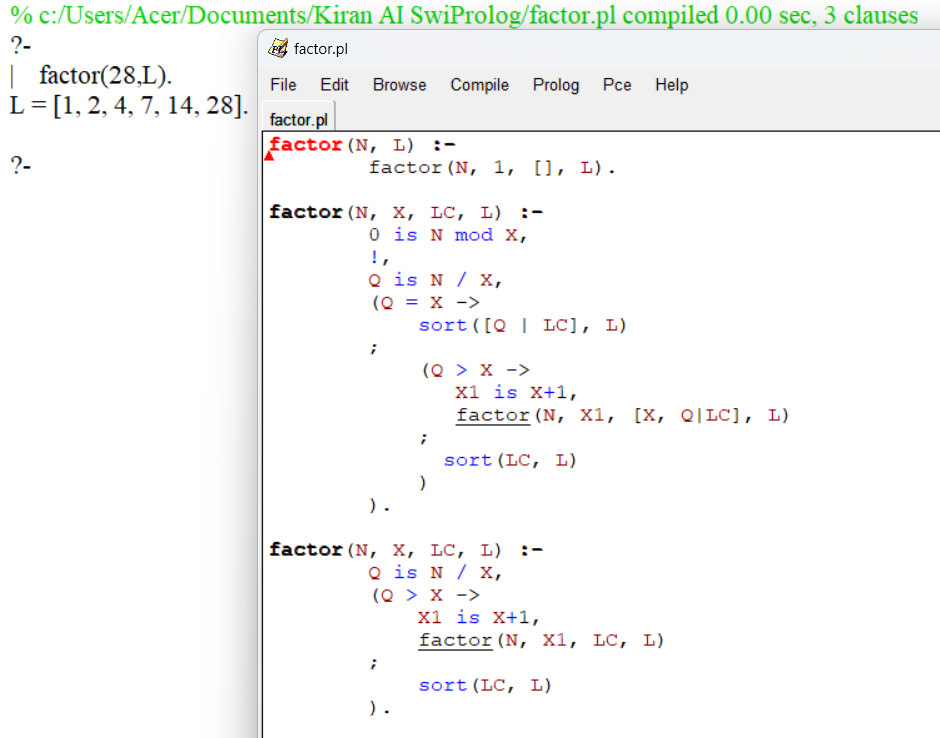 % c:/Users/Acer/Documents/Kiran AI SwiProlog/factor.pl compiled 0.00 sec, 3 clauses
?-
|    factor(28,L).
L = [1, 2, 4, 7, 14, 28].
?-
factor.pl
File Edit Browse Compile Prolog Pce Help
factor.pl
factor(N, L) :-
        factor(N, 1, [], L).
factor(N, X, LC, L) :-
        0 is N mod X,
        !,
        Q is N / X,
        (Q = X ->
            sort([Q | LC], L)
        ;
            (Q > X ->
               X1 is X+1,
               factor(N, X1, [X, Q|LC], L)
            ;
              sort(LC, L)
            )
        ).
factor(N, X, LC, L) :-
        Q is N / X,
        (Q > X ->
            X1 is X+1,
            factor(N, X1, LC, L)
        ;
            sort(LC, L)
        ).